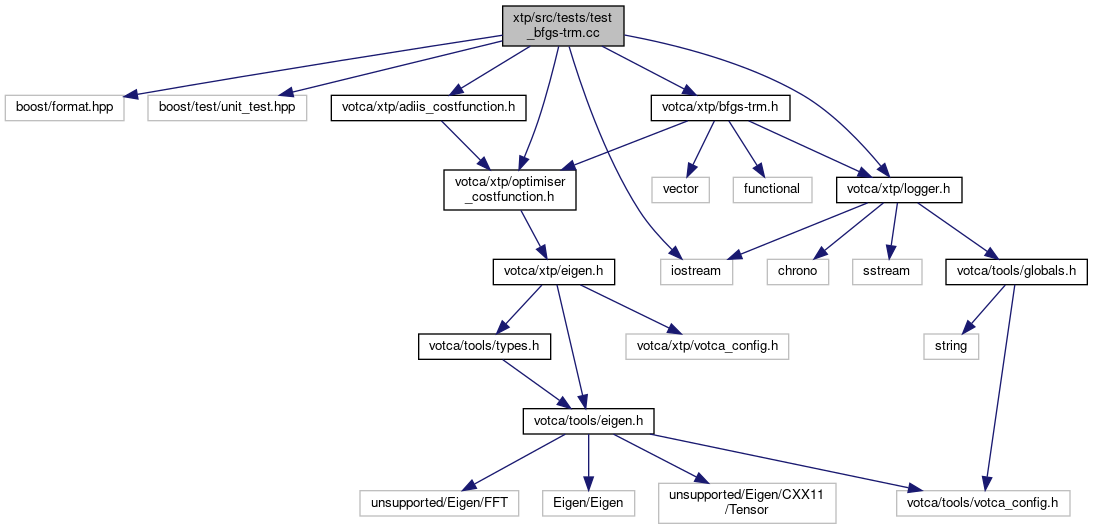 xtp/src/tests/test
_bfgs-trm.cc
boost/format.hpp
boost/test/unit_test.hpp
votca/xtp/adiis_costfunction.h
votca/xtp/bfgs-trm.h
votca/xtp/optimiser
_costfunction.h
vector
functional
votca/xtp/logger.h
votca/xtp/eigen.h
iostream
chrono
sstream
votca/tools/globals.h
votca/tools/types.h
votca/xtp/votca_config.h
string
votca/tools/eigen.h
unsupported/Eigen/FFT
Eigen/Eigen
unsupported/Eigen/CXX11
/Tensor
votca/tools/votca_config.h